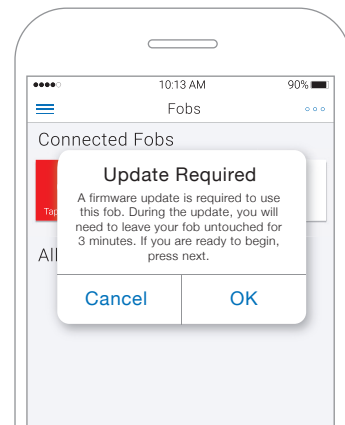 10:13 AM 90%
Fobs
Connected Fobs
Update Required
A firmware update is required to use
this fob. During the update, you will
need to leave your fob untouched for
3 minutes. If you are ready to begin,
press next.
Tap
All
Cancel OK